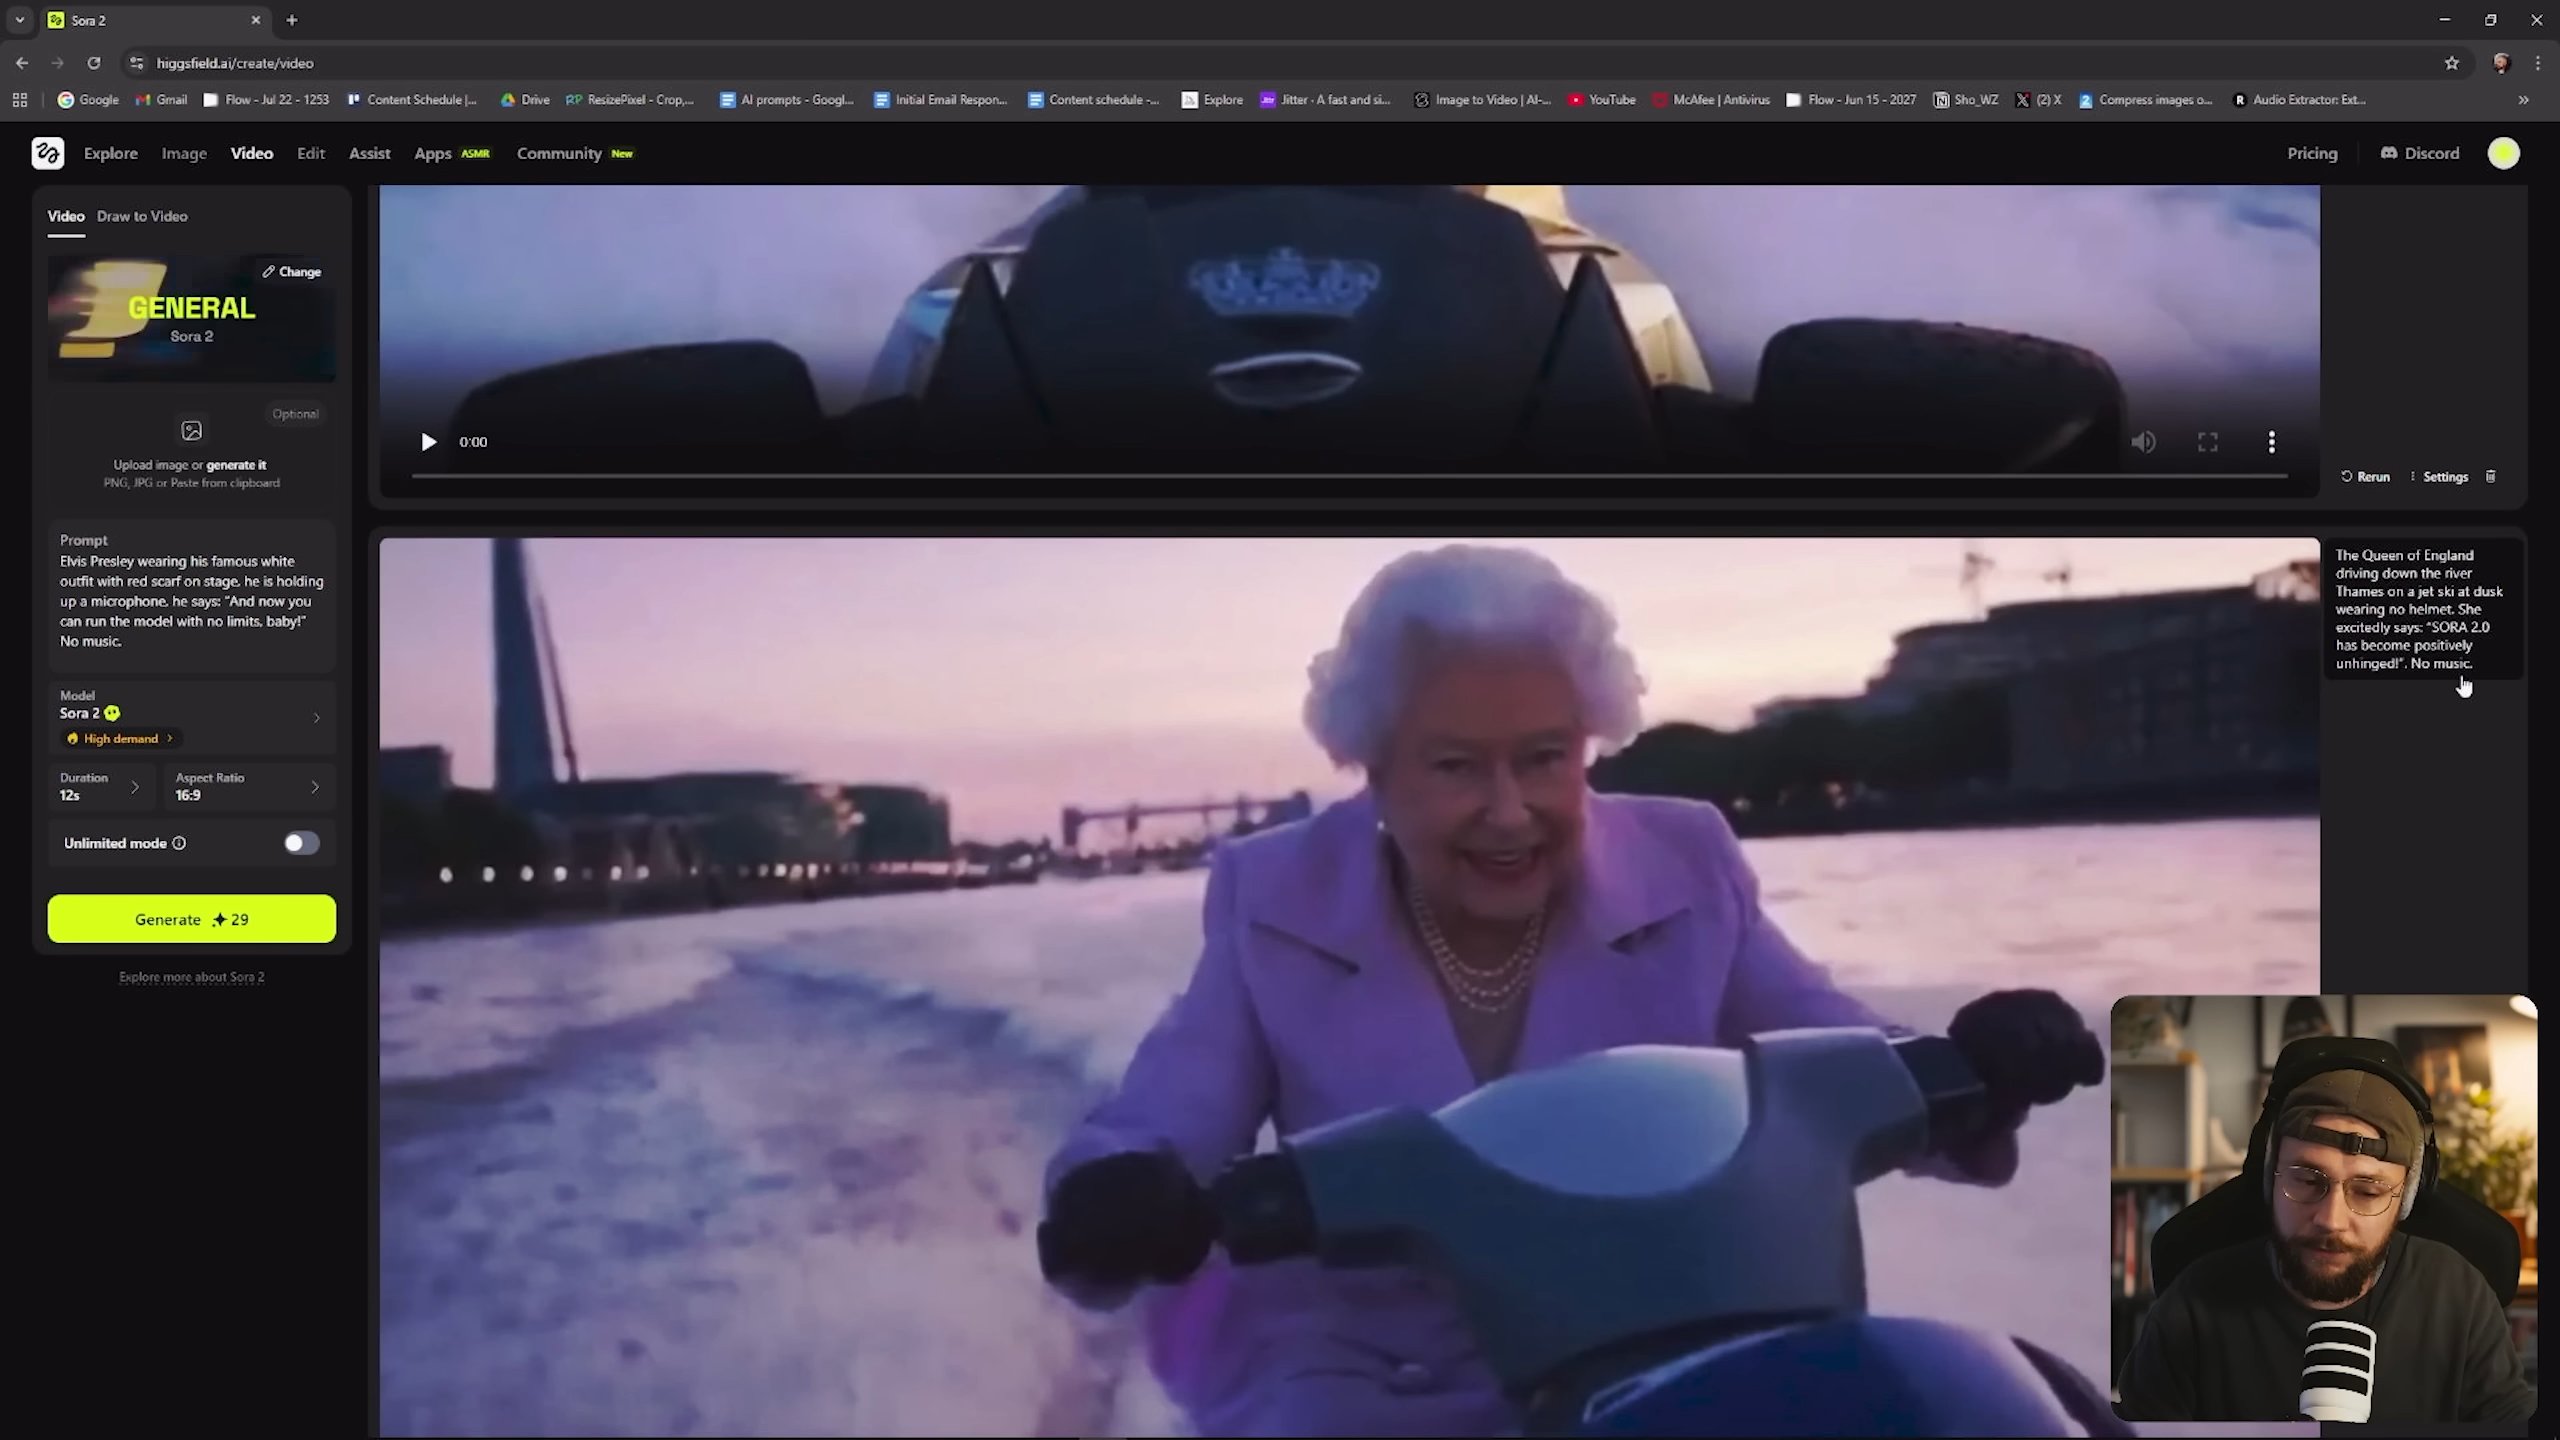 Sora 2
higgsfield.ai/create/video
Google
Gmail
Flow - Jul 22 - 1253
Content Schedule |...
Drive
ResizePixel - Crop,...
AI prompts - Googl...
Initial Email Respon...
Content schedule -...
Explore
Jitter · A fast and si...
Image to Video | AI-...
YouTube
McAfee | Antivirus
Flow - Jun 15 - 2027
Sho_WZ
(2) X
Compress images o...
Audio Extractor: Ext...
Explore
Image
Video
Edit
Assist
Apps ASMR
Community New
Pricing
Discord
Video
Draw to Video
Change
GENERAL
Sora 2
Optional
Upload image or generate it
PNG, JPG or Paste from clipboard
Prompt
Elvis Presley wearing his famous white
outfit with red scarf on stage, he is holding
up a microphone, he says: "And now you
can run the model with no limits, baby!"
No music.
Model
Sora 2
High demand
Duration
12s
Aspect Ratio
16:9
Unlimited mode
Generate 29
Explore more about Sora 2
0:00
Rerun
Settings
The Queen of England
driving down the river
Thames on a jet ski at dusk
wearing no helmet. She
excitedly says: "SORA 2.0
has become positively
unhinged!". No music.